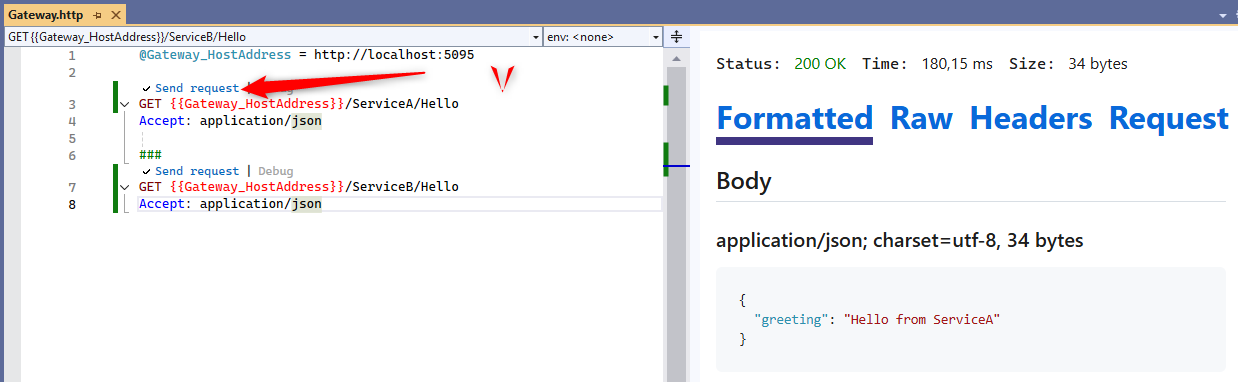 Gateway.http
GET {{Gateway_HostAddress}}/ServiceB/Hello
env: <none>
1 @Gateway_HostAddress = http://localhost:5095
2
Send request |
3 GET {{Gateway_HostAddress}}/ServiceA/Hello
4 Accept: application/json
5
6 ###
Send request | Debug
7 GET {{Gateway_HostAddress}}/ServiceB/Hello
8 Accept: application/json
Status: 200 OK Time: 180,15 ms Size: 34 bytes
Formatted Raw Headers Request
Body
application/json; charset=utf-8, 34 bytes
{
"greeting": "Hello from ServiceA"
}